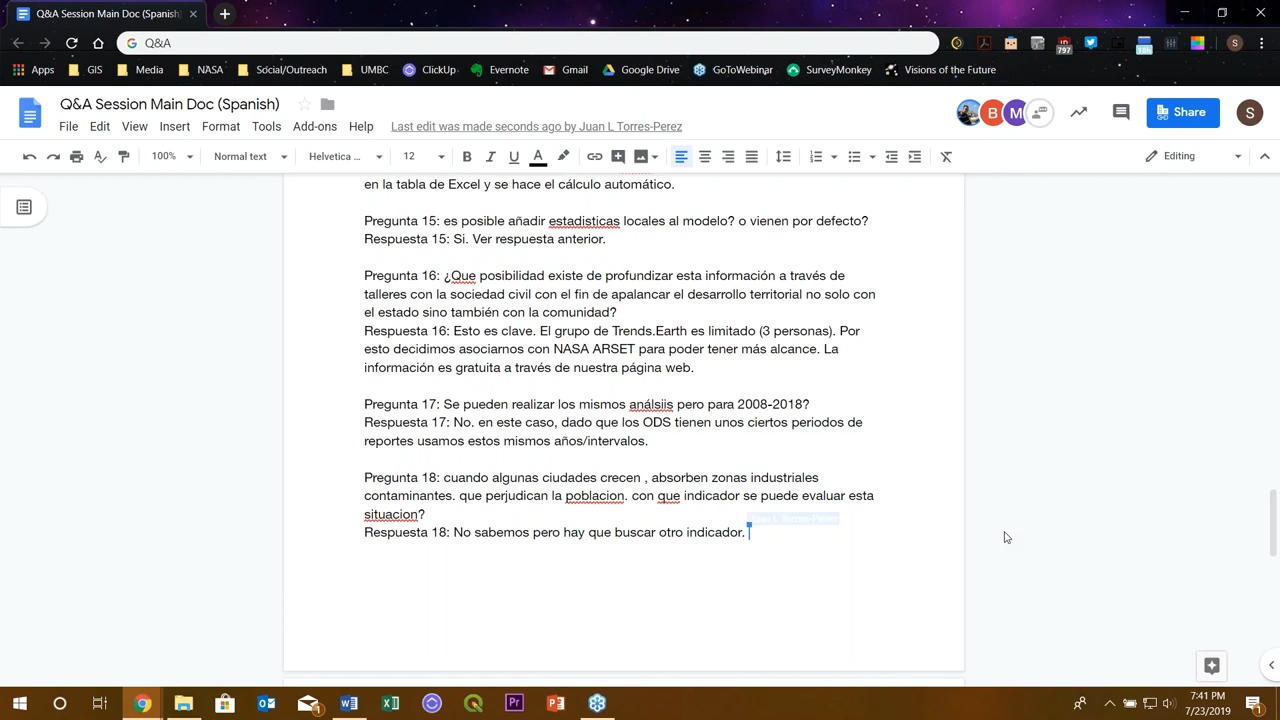 Q&A Session Main Doc (Spanish)
Q&A
797
186
S
Apps GIS Media NASA Social/Outreach UMBC ClickUp Evernote Gmail Google Drive GoToWebinar SurveyMonkey Visions of the Future
Q&A Session Main Doc (Spanish)
B M Share S
File Edit View Insert Format Tools Add-ons Help Last edit was made seconds ago by Juan L Torres-Perez
100% Normal text Helvetica ... 12 B I U A Editing
en la tabla de Excel y se hace el cálculo automático.
Pregunta 15: es posible añadir estadisticas locales al modelo? o vienen por defecto?
Respuesta 15: Si. Ver respuesta anterior.
Pregunta 16: ¿Que posibilidad existe de profundizar esta información a través de
talleres con la sociedad civil con el fin de apalancar el desarrollo territorial no solo con
el estado sino también con la comunidad?
Respuesta 16: Esto es clave. El grupo de Trends.Earth es limitado (3 personas). Por
esto decidimos asociarnos con NASA ARSET para poder tener más alcance. La
información es gratuita a través de nuestra página web.
Pregunta 17: Se pueden realizar los mismos análsiis pero para 2008-2018?
Respuesta 17: No. en este caso, dado que los ODS tienen unos ciertos periodos de
reportes usamos estos mismos años/intervalos.
Pregunta 18: cuando algunas ciudades crecen , absorben zonas industriales
contaminantes. que perjudican la poblacion. con que indicador se puede evaluar esta
situacion?
Juan L Torres-Perez
Respuesta 18: No sabemos pero hay que buscar otro indicador.
7:41 PM
7/23/2019